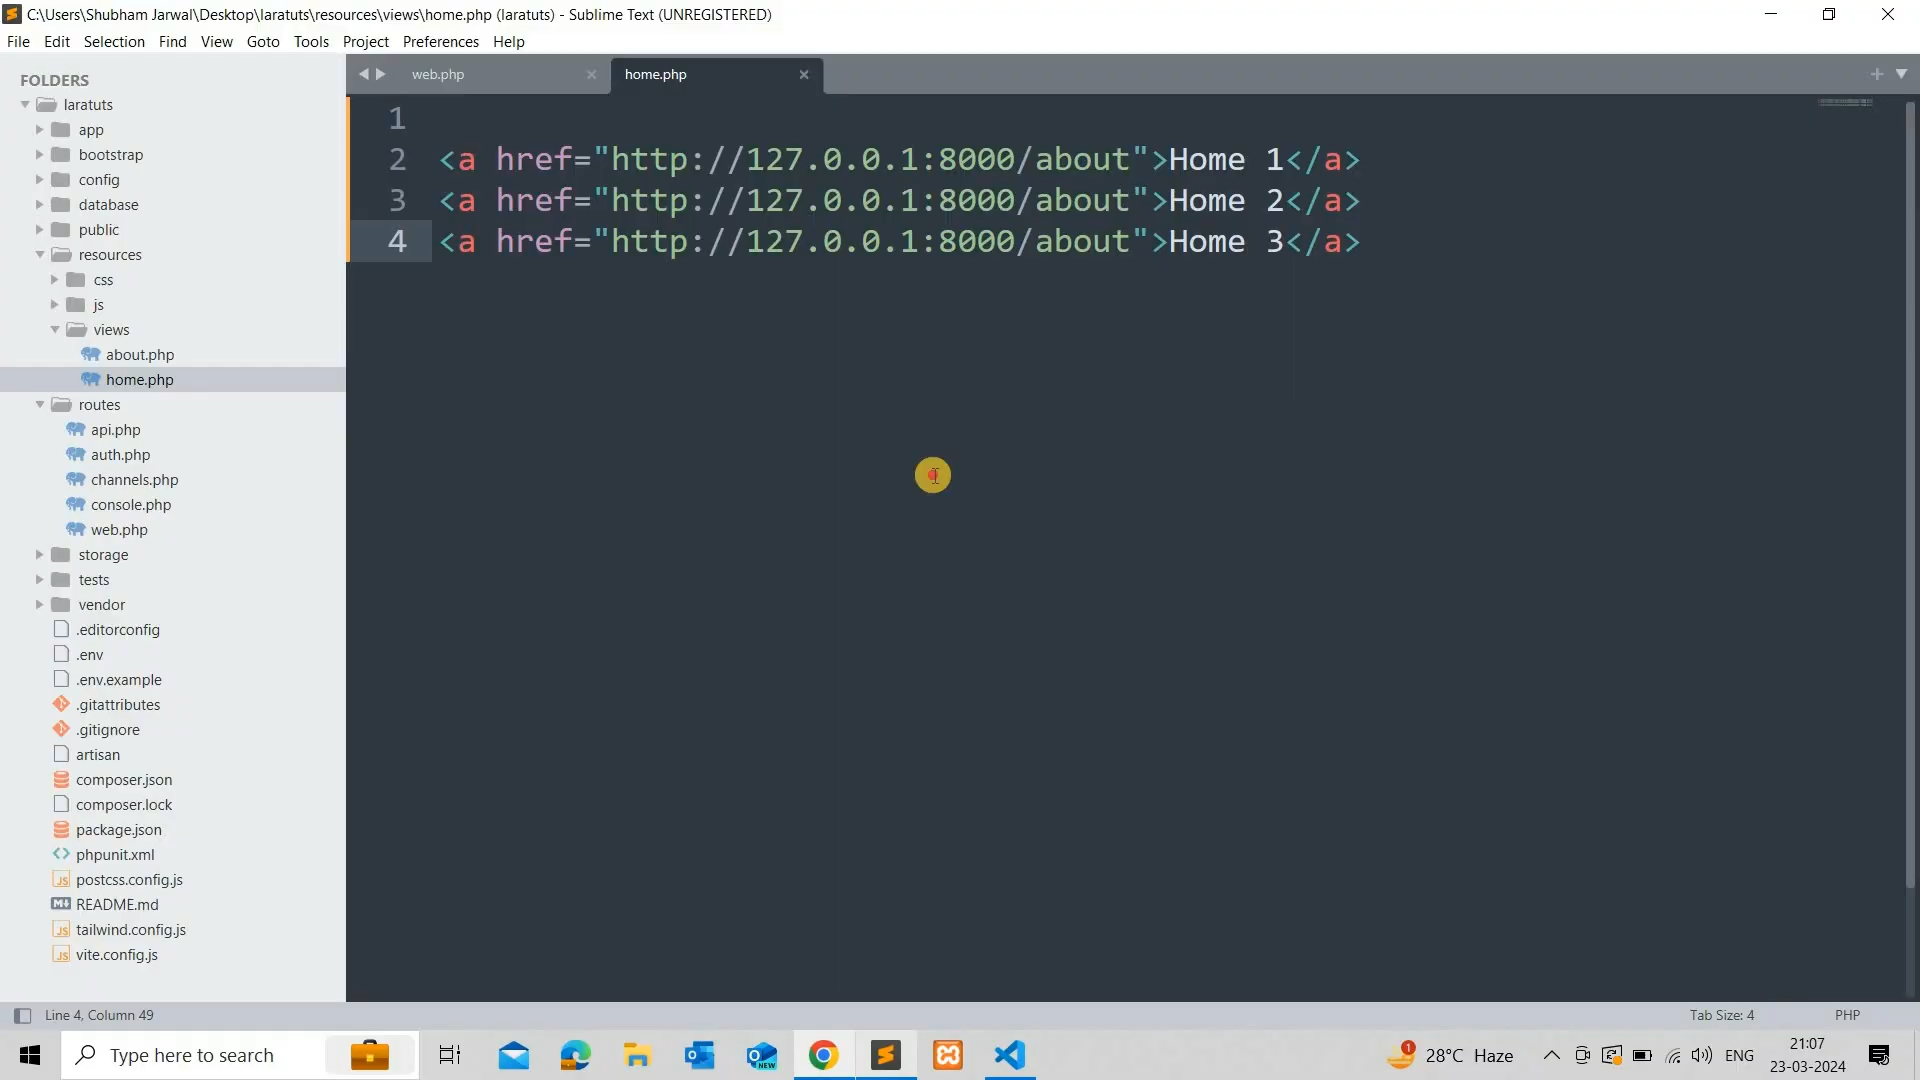 C:\Users\Shubham Jarwal\Desktop\laratuts\resources\views\home.php (laratuts) - Sublime Text (UNREGISTERED)
File Edit Selection Find View Goto Tools Project Preferences Help
FOLDERS
laratuts
app
bootstrap
config
database
public
resources
css
js
views
about.php
home.php
routes
api.php
auth.php
channels.php
console.php
web.php
storage
tests
vendor
.editorconfig
.env
.env.example
.gitattributes
.gitignore
artisan
composer.json
composer.lock
package.json
phpunit.xml
postcss.config.js
README.md
tailwind.config.js
vite.config.js
web.php home.php
1
2 <a href="http://127.0.0.1:8000/about">Home 1</a>
3 <a href="http://127.0.0.1:8000/about">Home 2</a>
4 <a href="http://127.0.0.1:8000/about">Home 3</a>
Line 4, Column 49 Tab Size: 4 PHP
Type here to search NEW 1 28°C Haze ENG 21:07
23-03-2024